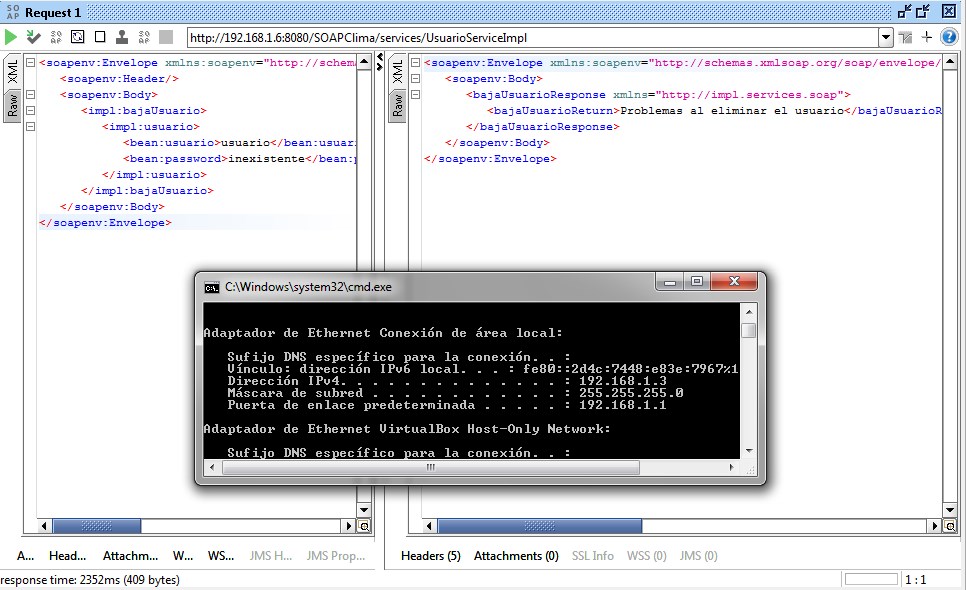 SO AP Request 1
http://192.168.1.6:8080/SOAPClima/services/UsuarioServiceImpl
XML
Raw
<soapenv:Envelope xmlns:soapenv="http://schema
<soapenv:Header/>
<soapenv:Body>
<impl:bajaUsuario>
<impl:usuario>
<bean:usuario>usuario</bean:usuar
<bean:password>inexistente</bean:p
</impl:usuario>
</impl:bajaUsuario>
</soapenv:Body>
</soapenv:Envelope>
XML
Raw
<soapenv:Envelope xmlns:soapenv="http://schemas.xmlsoap.org/soap/envelope/
<soapenv:Body>
<bajaUsuarioResponse xmlns="http://impl.services.soap">
<bajaUsuarioReturn>Problemas al eliminar el usuario</bajaUsuarioR
</bajaUsuarioResponse>
</soapenv:Body>
</soapenv:Envelope>
C:\Windows\system32\cmd.exe
Adaptador de Ethernet Conexión de área local:
Sufijo DNS específico para la conexión. . :
Vínculo: dirección IPv6 local. . . : fe80::2d4c:7448:e83e:7967%1
Dirección IPv4. . . . . . . . . . . . . . : 192.168.1.3
Máscara de subred . . . . . . . . . . . . : 255.255.255.0
Puerta de enlace predeterminada . . . . . : 192.168.1.1
Adaptador de Ethernet VirtualBox Host-Only Network:
Sufijo DNS específico para la conexión. . :
A... Head... Attachm... W... WS... JMS H... JMS Prop...
Headers (5) Attachments (0) SSL Info WSS (0) JMS (0)
response time: 2352ms (409 bytes)
1 : 1